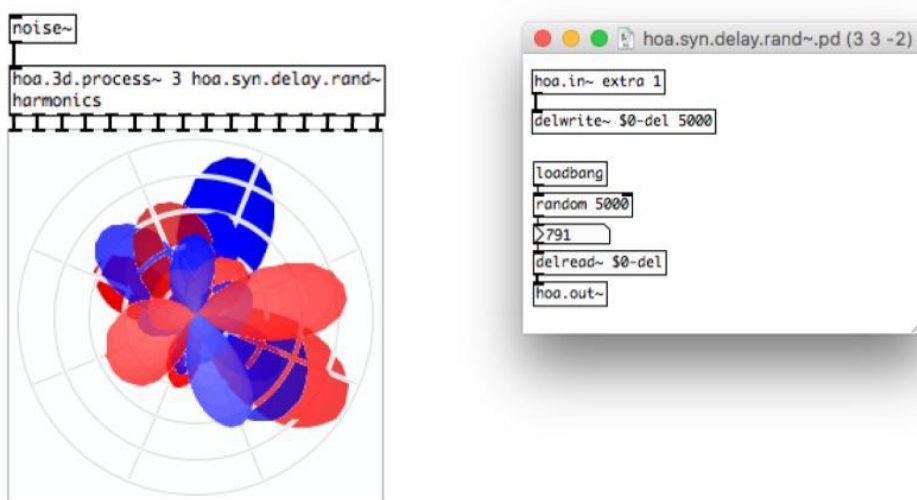 noise~
hoa.3d.process~ 3 hoa.syn.delay.rand~
harmonics
hoa.syn.delay.rand~.pd (3 3 -2)
hoa.in~ extra 1
delwrite~ $0-del 5000
loadbang
random 5000
791
delread~ $0-del
hoa.out~